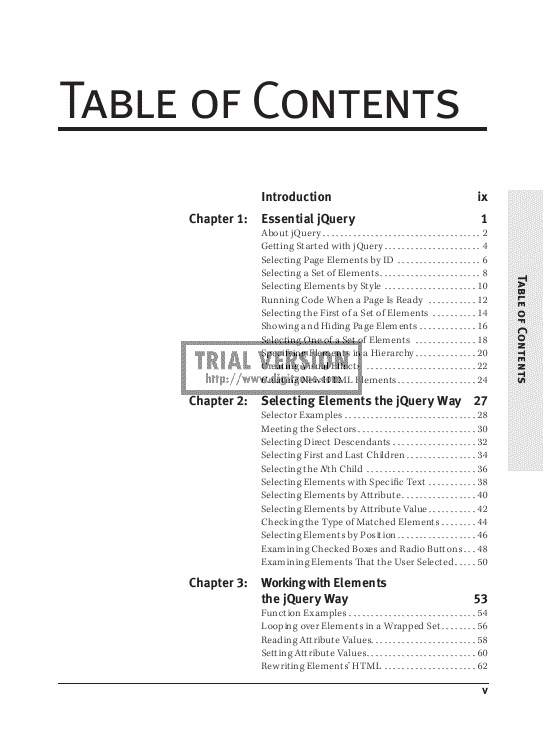 TABLE OF CONTENTS
Introduction ix
Chapter 1: Essential jQuery 1
About jQuery 2
Getting Started with jQuery 4
Selecting Page Elements by ID 6
Selecting a Set of Elements 8
Selecting Elements by Style 10
Running Code When a Page Is Ready 12
Selecting the First of a Set of Elements 14
Showing and Hiding Page Elements 16
Selecting One of a Set of Elements 18
Specifying Elements in a Hierarchy 20
Creating Visual Effects 22
Creating New HTML Elements 24
TRIAL VERSION
Chapter 2: Selecting Elements the jQuery Way 27
Selector Examples 28
Meeting the Selectors 30
Selecting Direct Descendants 32
Selecting First and Last Children 34
Selecting the Nth Child 36
Selecting Elements with Specific Text 38
Selecting Elements by Attribute 40
Selecting Elements by Attribute Value 42
Checking the Type of Matched Elements 44
Selecting Elements by Position 46
Examining Checked Boxes and Radio Buttons 48
Examining Elements That the User Selected 50
Chapter 3: Working with Elements
the jQuery Way 53
Function Examples 54
Looping over Elements in a Wrapped Set 56
Reading Attribute Values 58
Setting Attribute Values 60
Rewriting Elements' HTML 62
v
TABLE OF CONTENTS